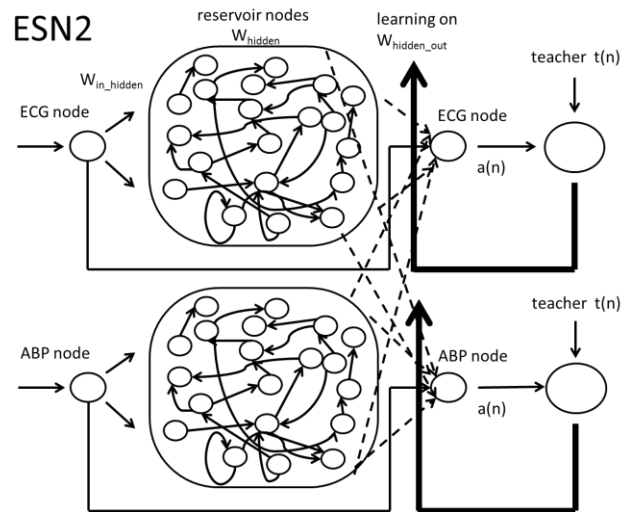 ESN2
reservoir nodes
W_hidden
learning on
W_hidden_out
teacher t(n)
W_in_hidden
ECG node
ECG node
a(n)
teacher t(n)
ABP node
ABP node
a(n)